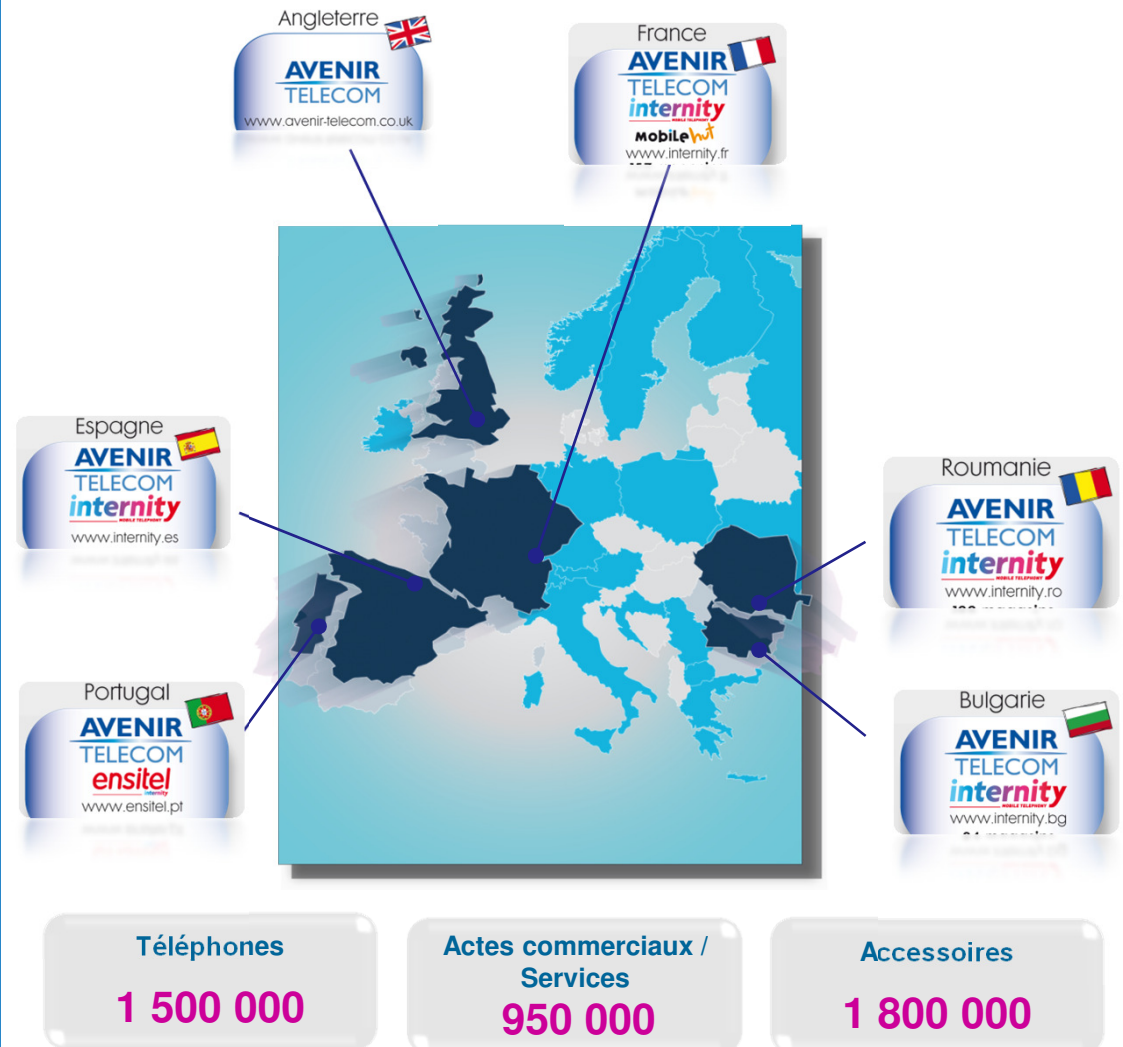 Angleterre
AVENIR
TELECOM
www.avenir-telecom.co.uk
France
AVENIR
TELECOM
internity
MOBILE TELEPHONY
mobilehut
www.internity.fr
Espagne
AVENIR
TELECOM
internity
MOBILE TELEPHONY
www.internity.es
Roumanie
AVENIR
TELECOM
internity
MOBILE TELEPHONY
www.internity.ro
Portugal
AVENIR
TELECOM
ensitel
internity
www.ensitel.pt
Bulgarie
AVENIR
TELECOM
internity
MOBILE TELEPHONY
www.internity.bg
Téléphones
1 500 000
Actes commerciaux /
Services
950 000
Accessoires
1 800 000